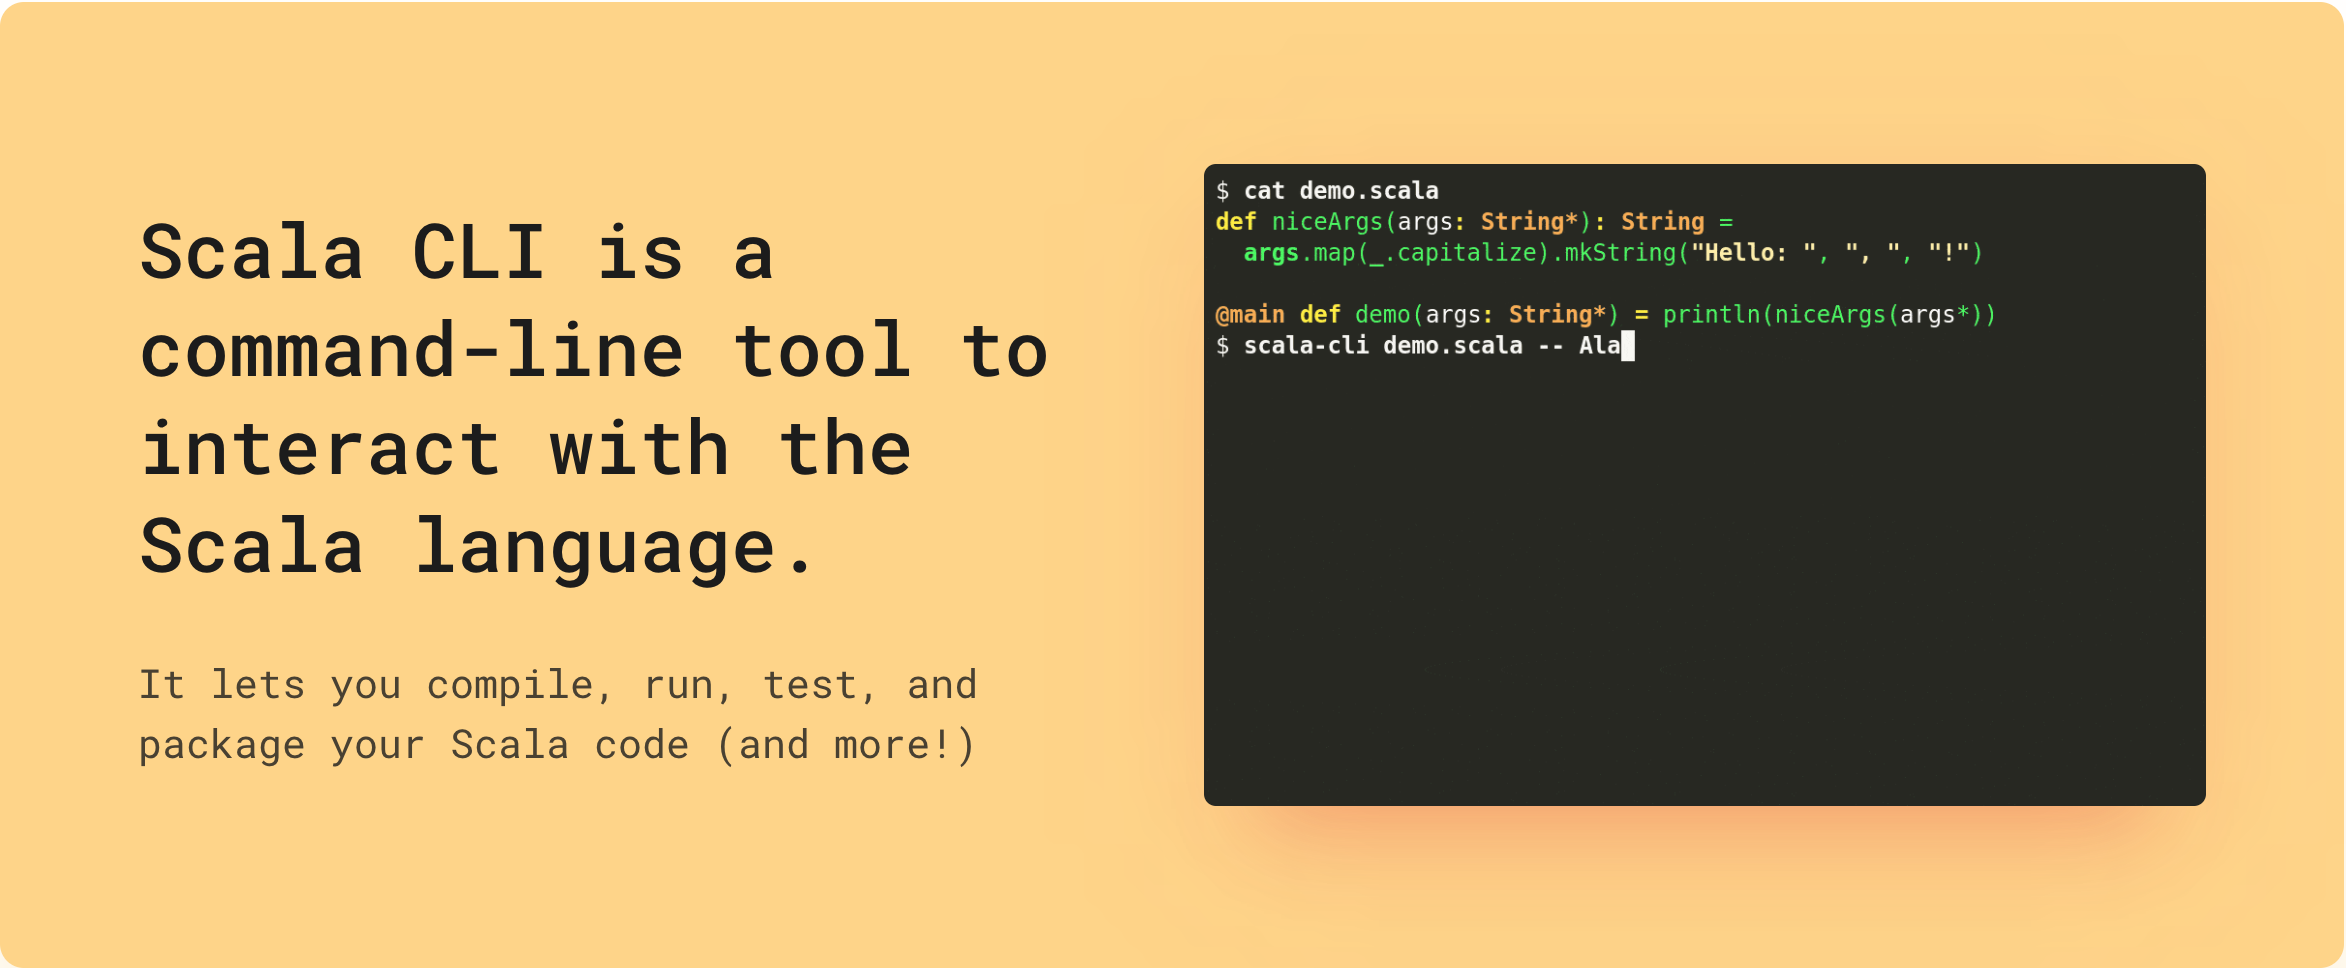 Scala CLI is a
command-line tool to
interact with the
Scala language.
It lets you compile, run, test, and
package your Scala code (and more!)
$ cat demo.scala
def niceArgs(args: String*): String =
  args.map(_.capitalize).mkString("Hello: ", ", ", "!")

@main def demo(args: String*) = println(niceArgs(args*))
$ scala-cli demo.scala -- Ala